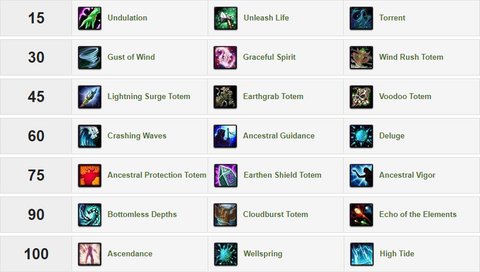 15 Undulation Unleash Life Torrent
30 Gust of Wind Graceful Spirit Wind Rush Totem
45 Lightning Surge Totem Earthgrab Totem Voodoo Totem
60 Crashing Waves Ancestral Guidance Deluge
75 Ancestral Protection Totem Earthen Shield Totem Ancestral Vigor
90 Bottomless Depths Cloudburst Totem Echo of the Elements
100 Ascendance Wellspring High Tide